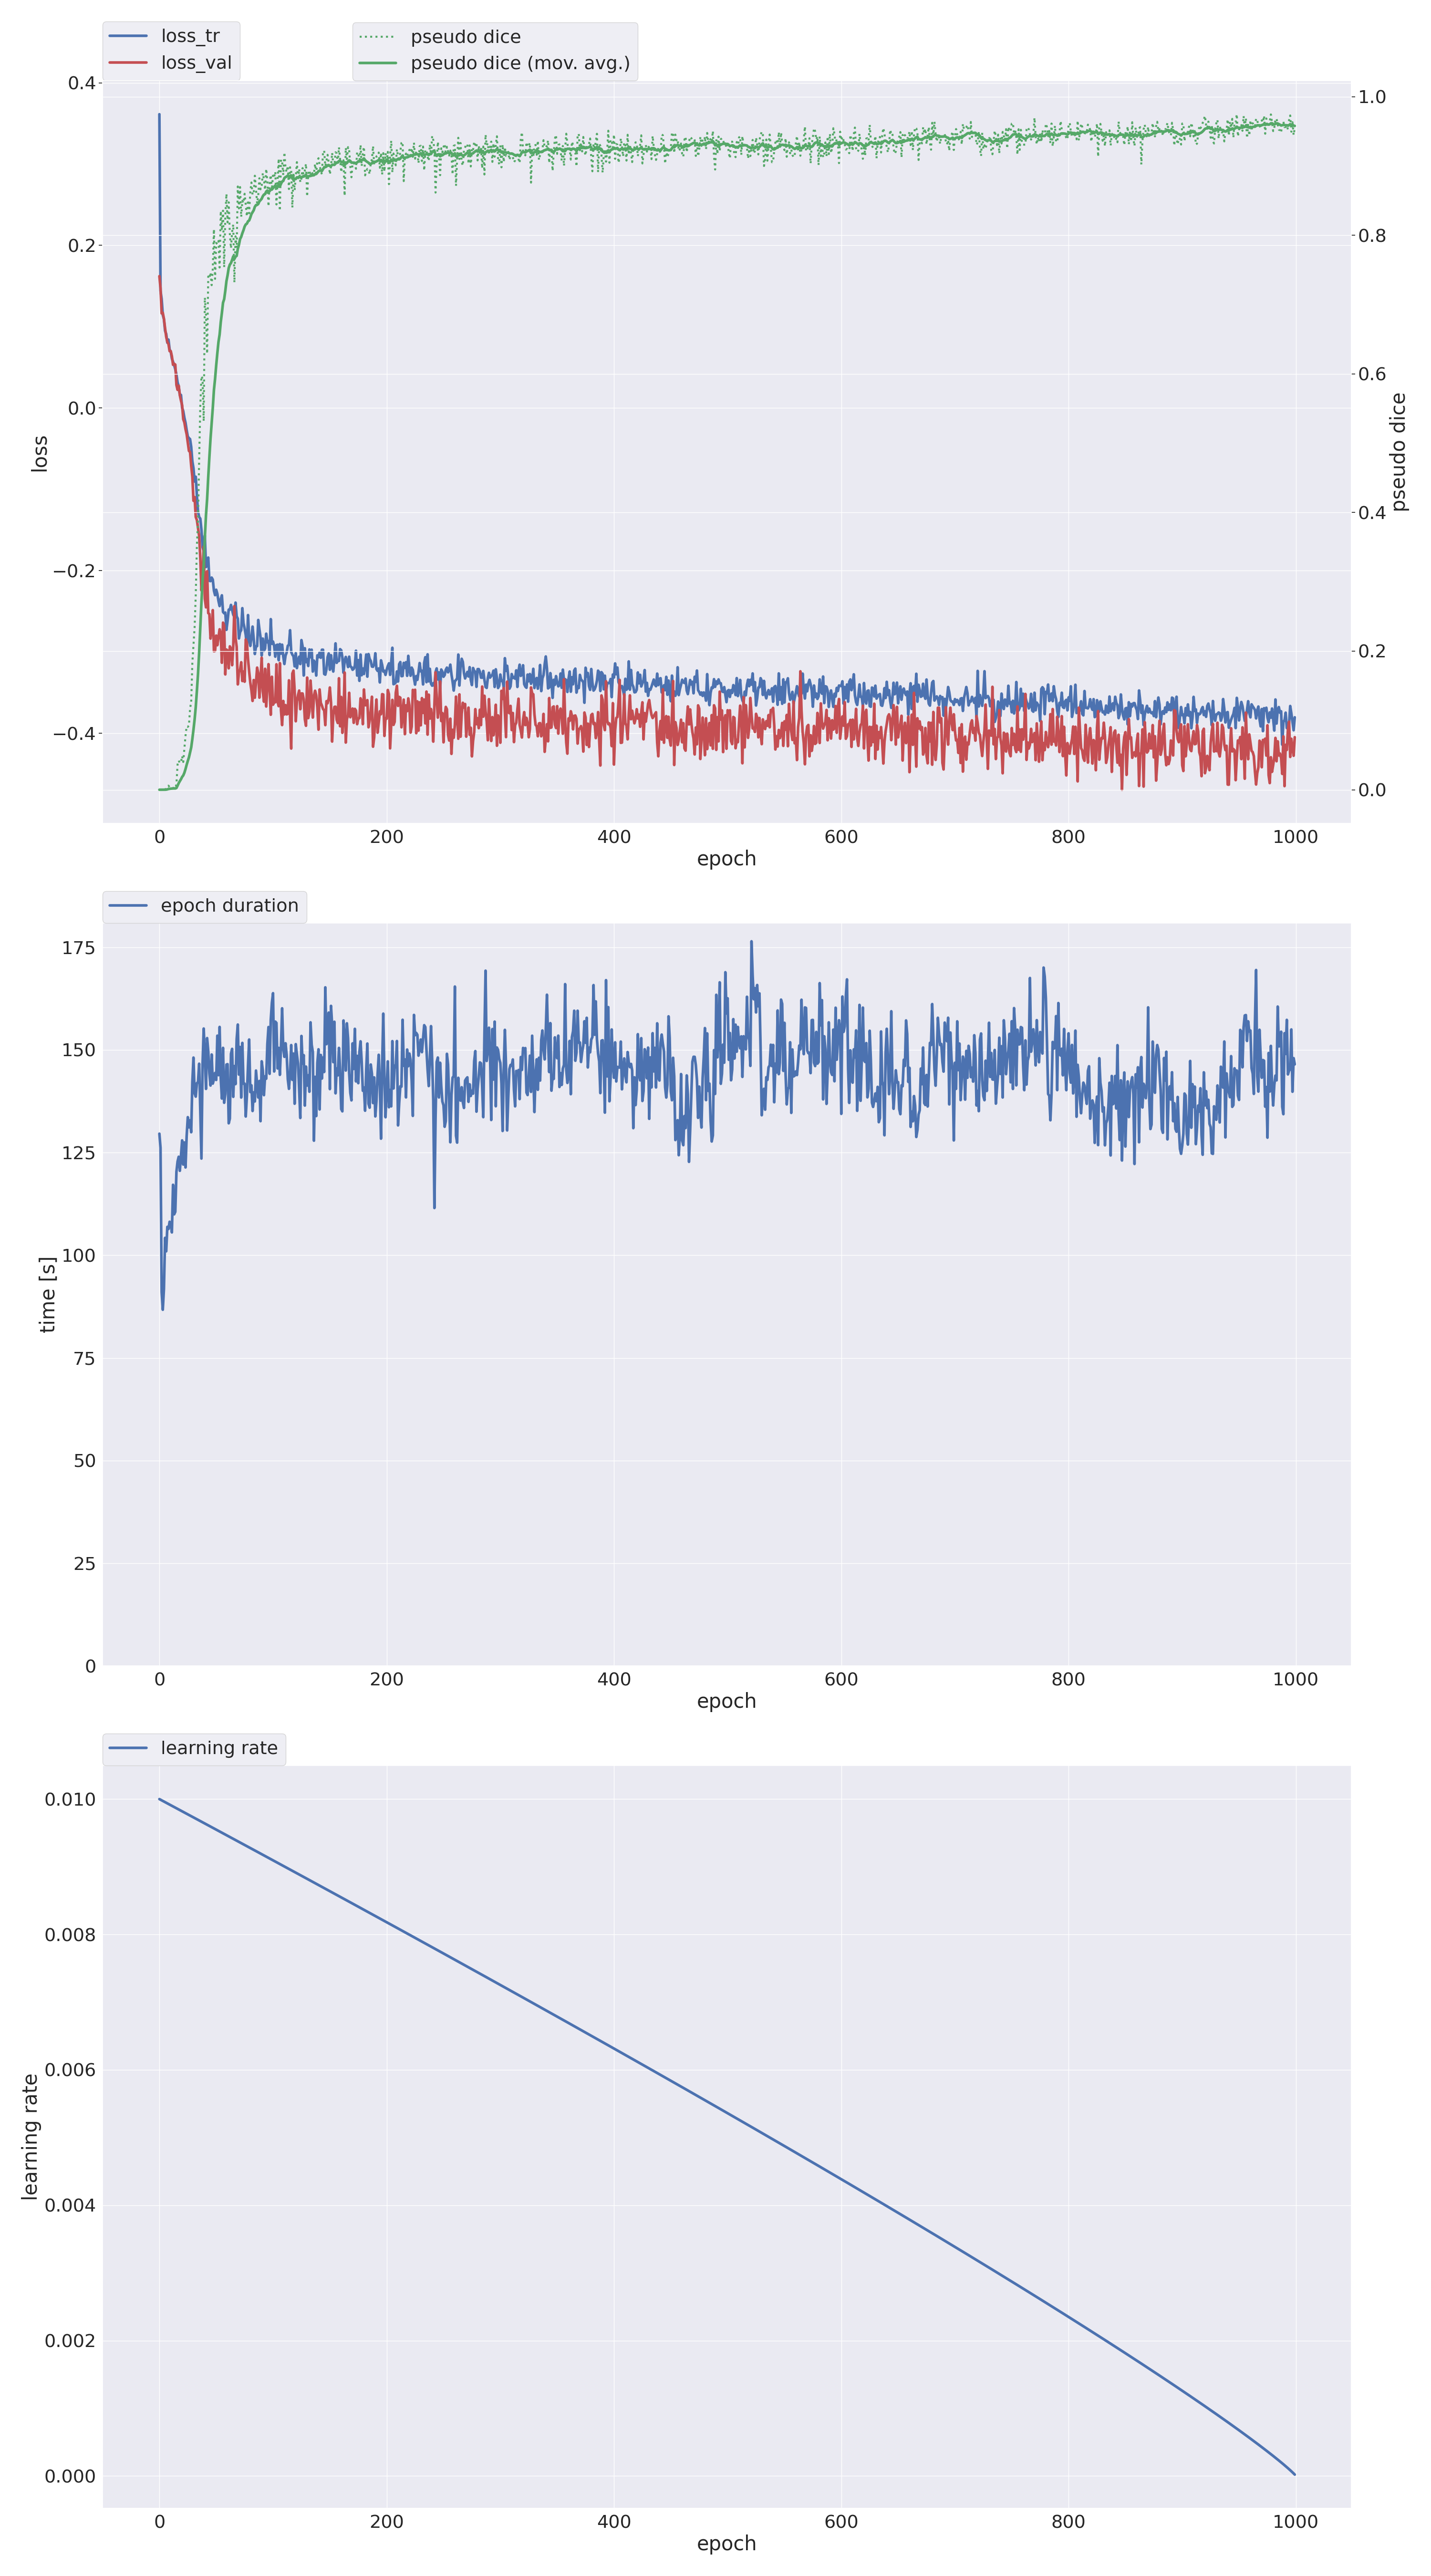 loss_tr
loss_val
pseudo dice
pseudo dice (mov. avg.)
0.4
0.2
0.0
−0.2
−0.4
loss
1.0
0.8
0.6
0.4
0.2
0.0
pseudo dice
0 200 400 600 800 1000
epoch
epoch duration
175
150
125
100
75
50
25
0
time [s]
0 200 400 600 800 1000
epoch
learning rate
0.010
0.008
0.006
0.004
0.002
0.000
learning rate
0 200 400 600 800 1000
epoch